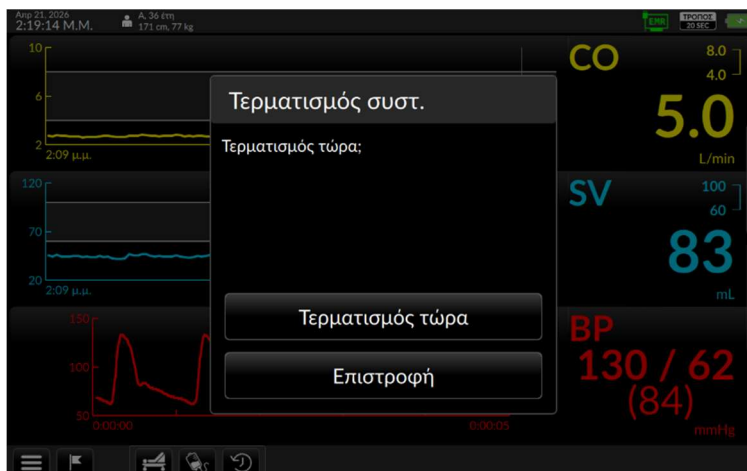 Απρ 21, 2026
2:19:14 Μ.Μ.
Α, 36 έτη
171 cm, 77 kg
EMR
ΤΡΟΠΟΣ
20 SEC
10
6
2
2:09 μ.μ.
CO
8.0
4.0
5.0
L/min
Τερματισμός συστ.
Τερματισμός τώρα;
Τερματισμός τώρα
Επιστροφή
120
70
20
2:09 μ.μ.
SV
100
60
83
mL
150
100
50
0:00:00
0:00:05
BP
130 / 62
(84)
mmHg